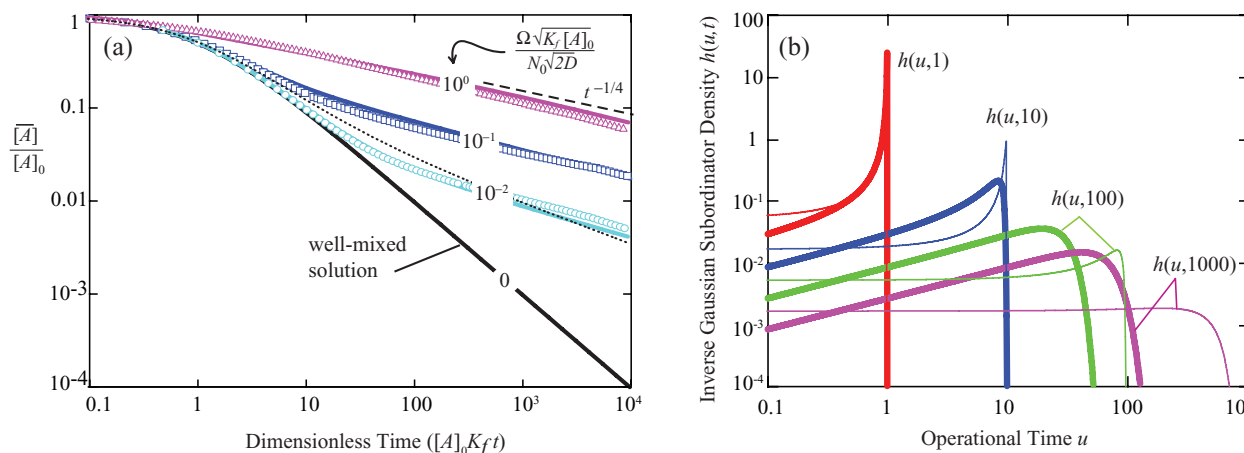 (a)
1
0.1
0.01
10⁻³
10⁻⁴
[A̅]
[A]₀
Ω√K_f [A]₀
N₀√2D
10⁰
t⁻¹/⁴
10⁻¹
10⁻²
well-mixed
solution
0
0.1
1
10
100
10³
10⁴
Dimensionless Time ([A]₀K_f t)
(b)
Inverse Gaussian Subordinator Density h(u,t)
100
10
1
10⁻¹
10⁻²
10⁻³
10⁻⁴
h(u,1)
h(u,10)
h(u,100)
h(u,1000)
0.1
1
10
100
Operational Time u